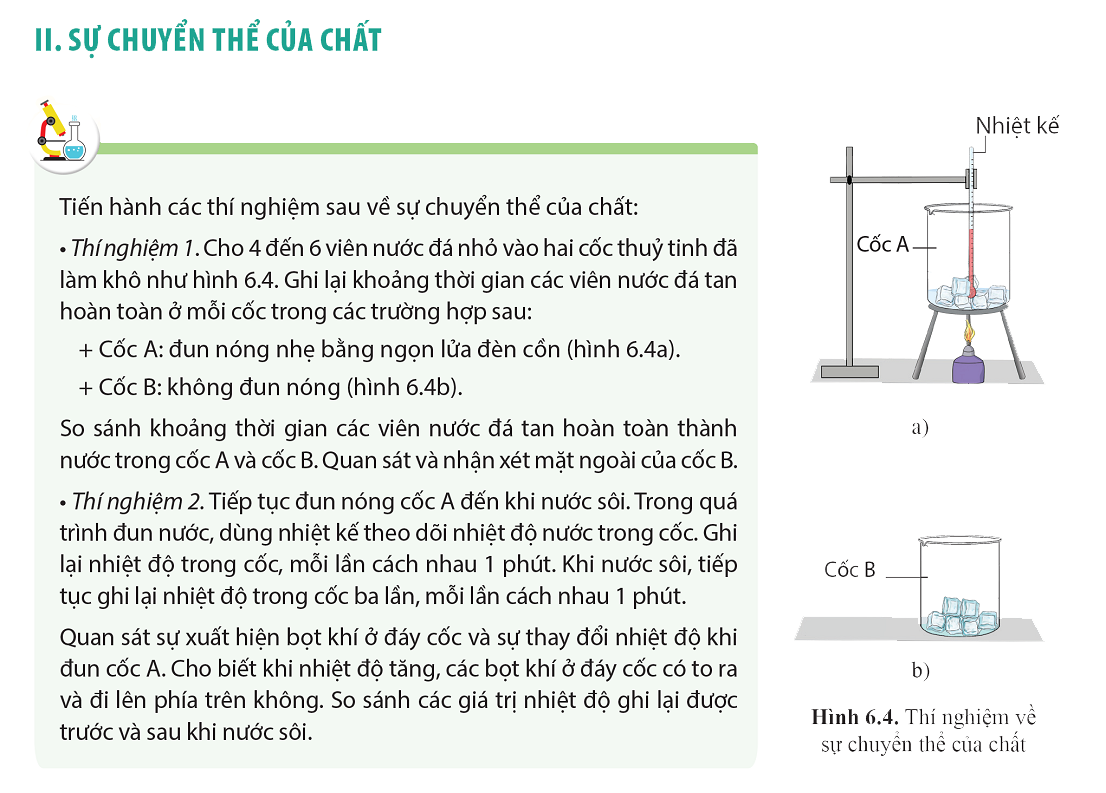 II. SỰ CHUYỂN THỂ CỦA CHẤT
Tiến hành các thí nghiệm sau về sự chuyển thể của chất:
• Thí nghiệm 1. Cho 4 đến 6 viên nước đá nhỏ vào hai cốc thuỷ tinh đã
làm khô như hình 6.4. Ghi lại khoảng thời gian các viên nước đá tan
hoàn toàn ở mỗi cốc trong các trường hợp sau:
+ Cốc A: đun nóng nhẹ bằng ngọn lửa đèn cồn (hình 6.4a).
+ Cốc B: không đun nóng (hình 6.4b).
So sánh khoảng thời gian các viên nước đá tan hoàn toàn thành
nước trong cốc A và cốc B. Quan sát và nhận xét mặt ngoài của cốc B.
• Thí nghiệm 2. Tiếp tục đun nóng cốc A đến khi nước sôi. Trong quá
trình đun nước, dùng nhiệt kế theo dõi nhiệt độ nước trong cốc. Ghi
lại nhiệt độ trong cốc, mỗi lần cách nhau 1 phút. Khi nước sôi, tiếp
tục ghi lại nhiệt độ trong cốc ba lần, mỗi lần cách nhau 1 phút.
Quan sát sự xuất hiện bọt khí ở đáy cốc và sự thay đổi nhiệt độ khi
đun cốc A. Cho biết khi nhiệt độ tăng, các bọt khí ở đáy cốc có to ra
và đi lên phía trên không. So sánh các giá trị nhiệt độ ghi lại được
trước và sau khi nước sôi.
Nhiệt kế
Cốc A
a)
Cốc B
b)
Hình 6.4. Thí nghiệm về
sự chuyển thể của chất